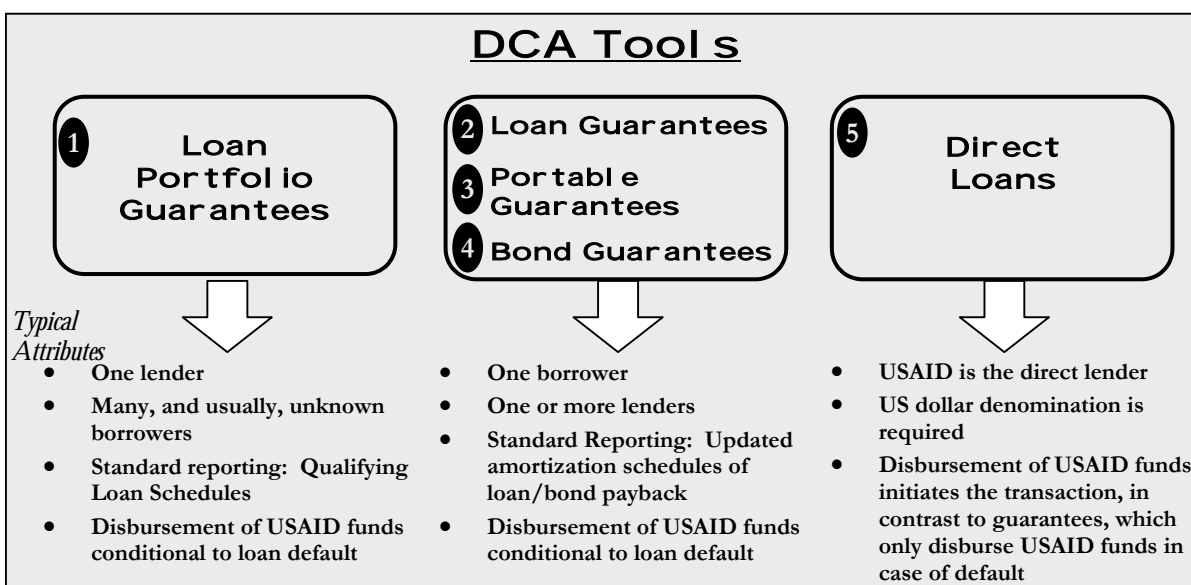 DCA Tools
1
Loan
Portfolio
Guarantees
2 Loan Guarantees
3 Portable
Guarantees
4 Bond Guarantees
5
Direct
Loans
Typical
Attributes
• One lender
• Many, and usually, unknown
borrowers
• Standard reporting: Qualifying
Loan Schedules
• Disbursement of USAID funds
conditional to loan default
• One borrower
• One or more lenders
• Standard Reporting: Updated
amortization schedules of
loan/bond payback
• Disbursement of USAID funds
conditional to loan default
• USAID is the direct lender
• US dollar denomination is
required
• Disbursement of USAID funds
initiates the transaction, in
contrast to guarantees, which
only disburse USAID funds in
case of default